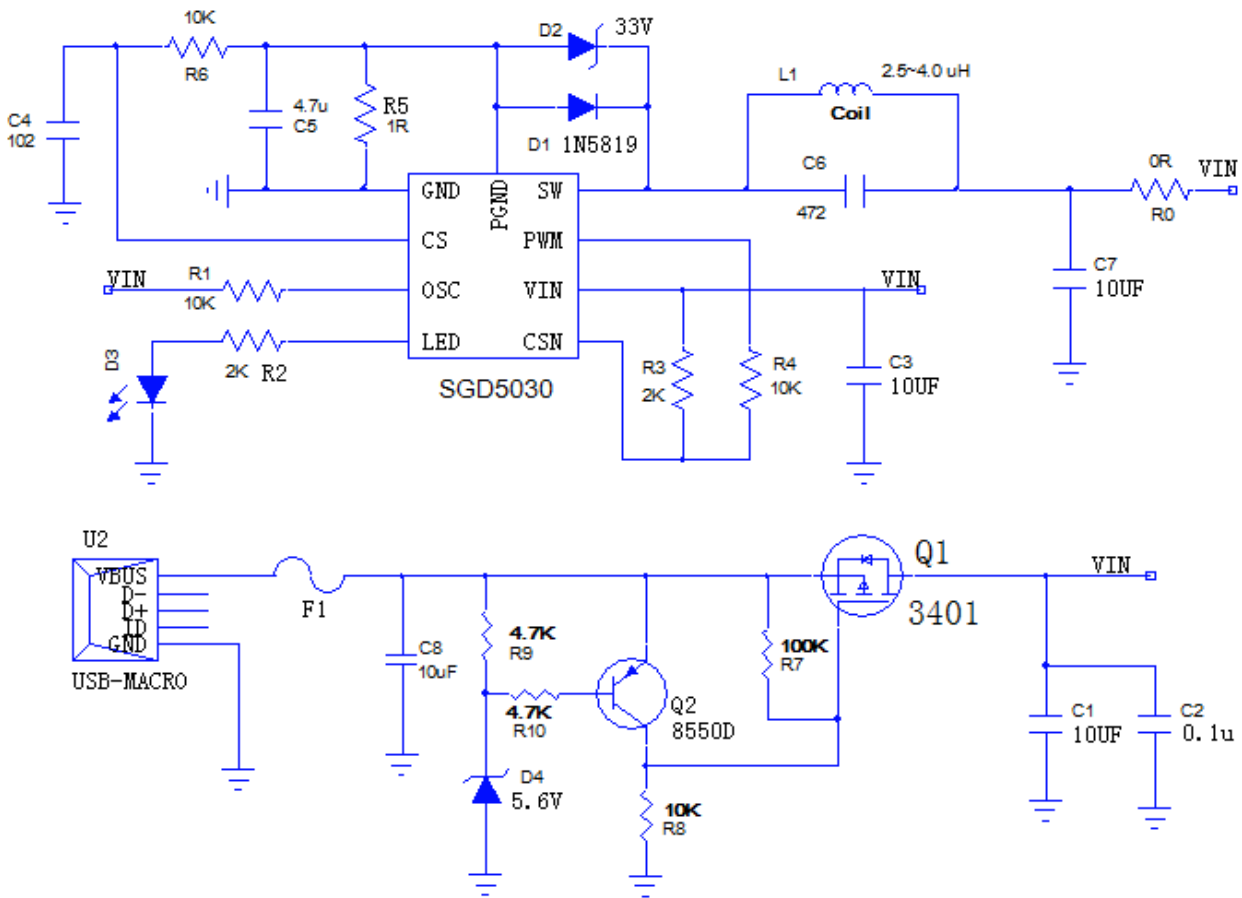 10K
R6
C4
102
4.7u
C5
R5
1R
D2
33V
D1
1N5819
L1
2.5~4.0 uH
Coil
C6
472
0R
R0
VIN
C7
10UF
GND
PGND
SW
CS
PWM
OSC
VIN
LED
CSN
SGD5030
VIN
R1
10K
2K
R2
D3
VIN
R3
2K
R4
10K
C3
10UF
U2
VBUS
D-
D+
ID
GND
USB-MACRO
F1
C8
10uF
4.7K
R9
4.7K
R10
D4
5.6V
Q2
8550D
10K
R8
100K
R7
Q1
3401
VIN
C1
10UF
C2
0.1u